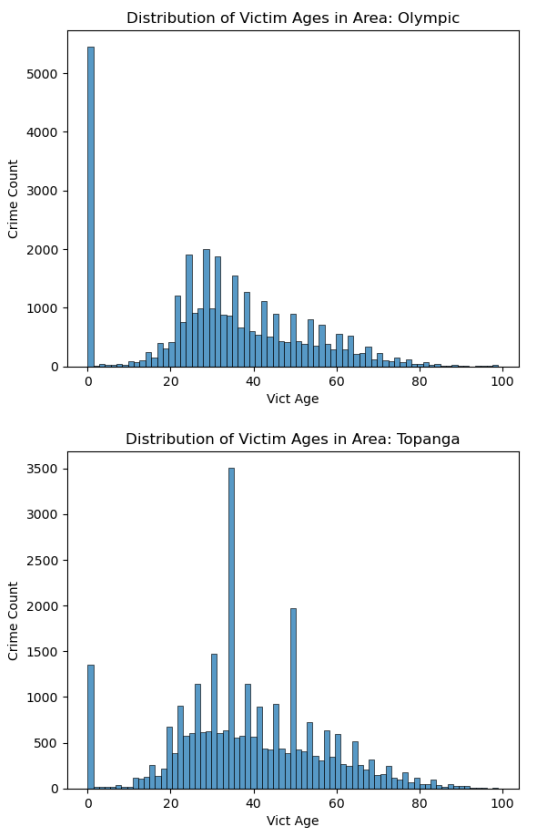 Distribution of Victim Ages in Area: Olympic
5000
4000
3000
2000
1000
0
Crime Count
0 20 40 60 80 100
Vict Age
Distribution of Victim Ages in Area: Topanga
3500
3000
2500
2000
1500
1000
500
0
Crime Count
0 20 40 60 80 100
Vict Age